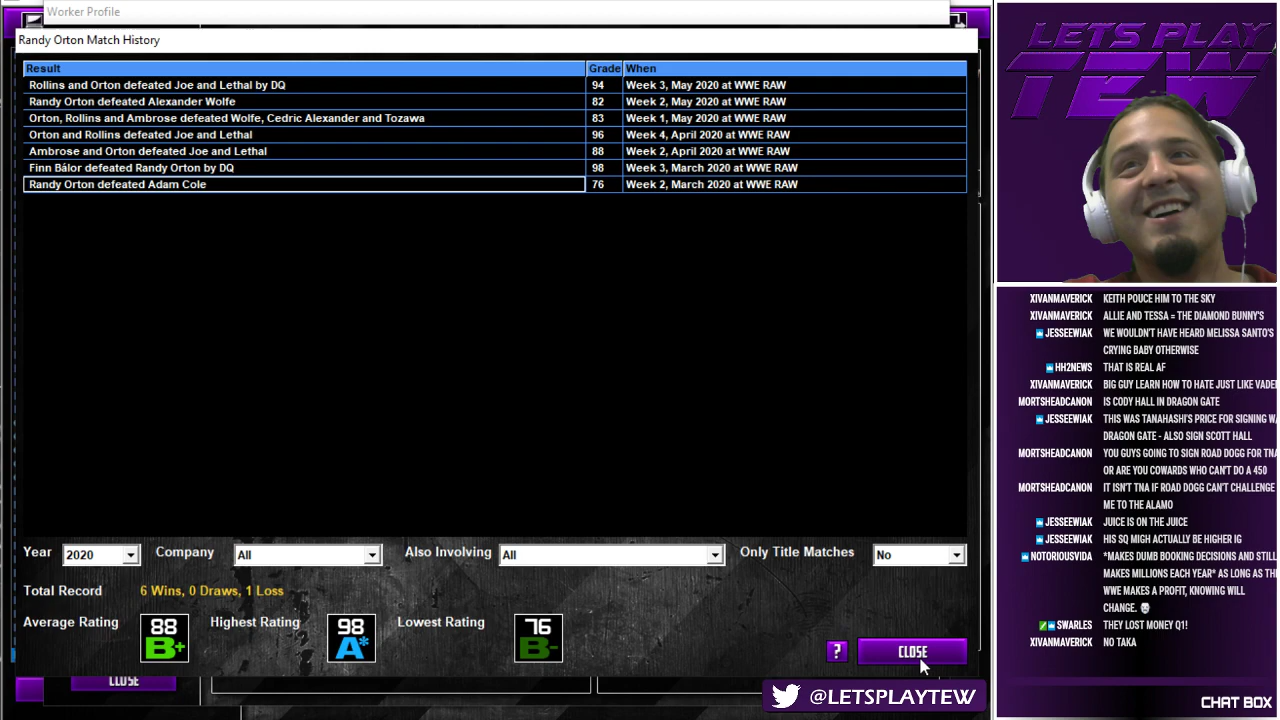 Worker Profile
Randy Orton Match History
Result Grade When
Rollins and Orton defeated Joe and Lethal by DQ 94 Week 3, May 2020 at WWE RAW
Randy Orton defeated Alexander Wolfe 82 Week 2, May 2020 at WWE RAW
Orton, Rollins and Ambrose defeated Wolfe, Cedric Alexander and Tozawa 83 Week 1, May 2020 at WWE RAW
Orton and Rollins defeated Joe and Lethal 96 Week 4, April 2020 at WWE RAW
Ambrose and Orton defeated Joe and Lethal 88 Week 2, April 2020 at WWE RAW
Finn Bálor defeated Randy Orton by DQ 98 Week 3, March 2020 at WWE RAW
Randy Orton defeated Adam Cole 76 Week 2, March 2020 at WWE RAW
Year 2020 Company All Also Involving All Only Title Matches No
Total Record 6 Wins, 0 Draws, 1 Loss
Average Rating 88 B+ Highest Rating 98 A* Lowest Rating 76 B-
? CLOSE
CLOSE
@LETSPLAYTEW
LETS PLAY
TEW
XIVANMAVERICK KEITH POUCE HIM TO THE SKY
XIVANMAVERICK ALLIE AND TESSA = THE DIAMOND BUNNY'S
JESSEEWIAK WE WOULDN'T HAVE HEARD MELISSA SANTO'S
CRYING BABY OTHERWISE
HH2NEWS THAT IS REAL AF
XIVANMAVERICK BIG GUY LEARN HOW TO HATE JUST LIKE VADE
MORTSHEADCANON IS CODY HALL IN DRAGON GATE
JESSEEWIAK THIS WAS TANAHASHI'S PRICE FOR SIGNING W/
DRAGON GATE - ALSO SIGN SCOTT HALL
MORTSHEADCANON YOU GUYS GOING TO SIGN ROAD DOGG FOR TNA
OR ARE YOU COWARDS WHO CAN'T DO A 450
MORTSHEADCANON IT ISN'T TNA IF ROAD DOGG CAN'T CHALLENGE
ME TO THE ALAMO
JESSEEWIAK JUICE IS ON THE JUICE
JESSEEWIAK HIS SQ MIGH ACTUALLY BE HIGHER IG
NOTORIOUSVIDA *MAKES DUMB BOOKING DECISIONS AND STILL
MAKES MILLIONS EACH YEAR* AS LONG AS THE
WWE MAKES A PROFIT, KNOWING WILL
CHANGE.
SWARLES THEY LOST MONEY Q1!
XIVANMAVERICK NO TAKA
CHAT BOX